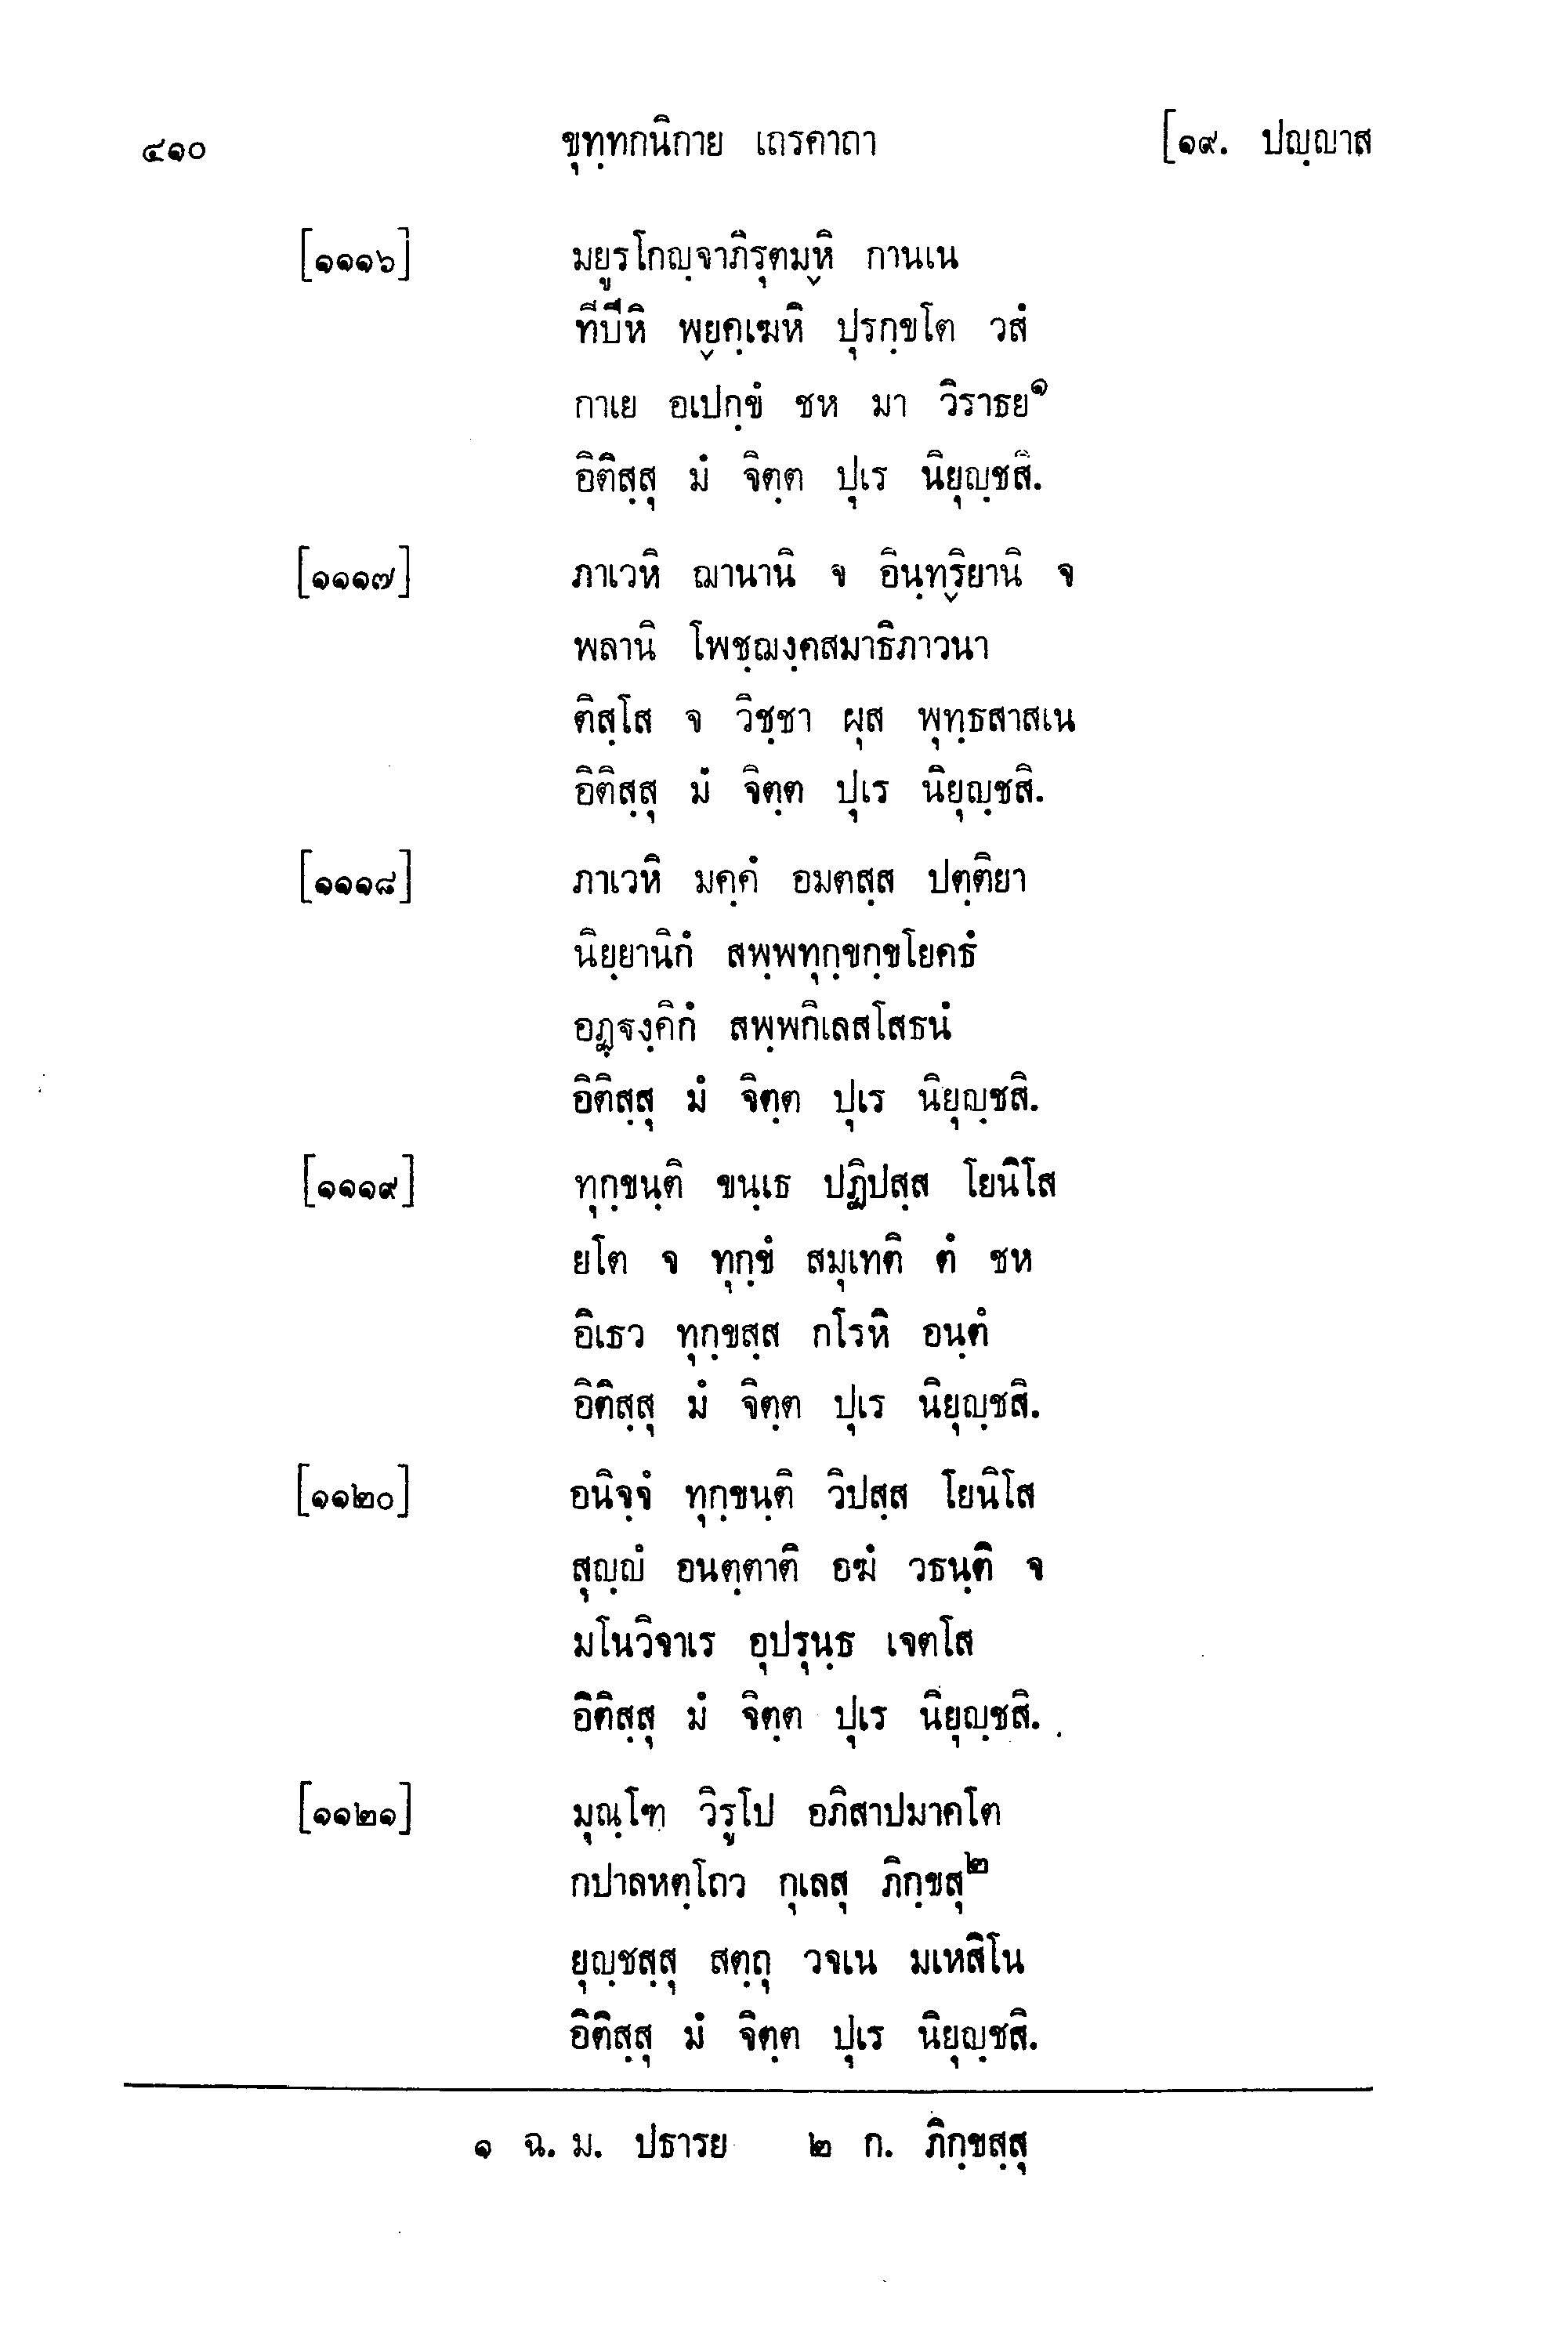 ๔๑๐ ขุทฺทกนิกาย เถรคาถา [๑๙. ปญฺญาส
[๑๑๑๖] มยูรโกญฺจาภิรุตมฺ๎หิ กานเน
ทีปีหิ พ๎ยคฺเฆหิ ปุรกฺขโต วสํ
กาเย อเปกฺขํ ชห มา วิราธย๑
อิติสฺสุ มํ จิตฺต ปุเร นิยุญฺชสิ.
[๑๑๑๗] ภาเวหิ ฌานานิ จ อินฺทฺริ๎ยานิ จ
พลานิ โพชฺฌงฺคสมาธิภาวนา
ติสฺโส จ วิชฺชา ผุส พุทฺธสาสเน
อิติสฺสุ มํ จิตฺต ปุเร นิยุญฺชสิ.
[๑๑๑๘] ภาเวหิ มคฺคํ อมตสฺส ปตฺติยา
นิยฺยานิกํ สพฺพทุกฺขกฺขโยคธํ
อฏฺฐงฺคิกํ สพฺพกิเลสโสธนํ
อิติสฺสุ มํ จิตฺต ปุเร นิยุญฺชสิ.
[๑๑๑๙] ทุกฺขนฺติ ขนฺเธ ปฏิปสฺส โยนิโส
ยโต จ ทุกฺขํ สมุเทติ ตํ ชห
อิเธว ทุกฺขสฺส กโรหิ อนฺตํ
อิติสฺสุ มํ จิตฺต ปุเร นิยุญฺชสิ.
[๑๑๒๐] อนิจฺจํ ทุกฺขนฺติ วิปสฺส โยนิโส
สุญฺญํ อนตฺตาติ อฆํ วธนฺติ จ
มโนวิจาเร อุปรุนฺธ เจตโส
อิติสฺสุ มํ จิตฺต ปุเร นิยุญฺชสิ.
[๑๑๒๑] มุณฺโฑ วิรูโป อภิสาปมาคโต
กปาลหตฺโถว กุเลสุ ภิกฺขสุ๒
ยุญฺชสฺสุ สตฺถุ วจเน มเหสิโน
อิติสฺสุ มํ จิตฺต ปุเร นิยุญฺชสิ.
๑ ฉ. ม. ปธารย ๒ ก. ภิกฺขสฺสุ